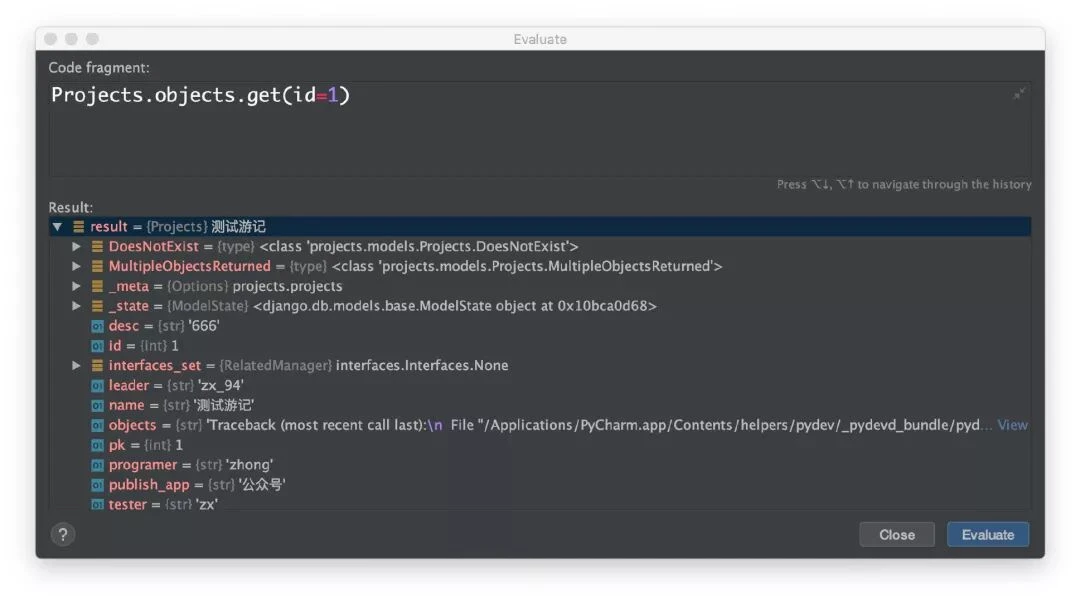 Evaluate
Code fragment:
Projects.objects.get(id=1)
Press ⌥↓, ⌥↑ to navigate through the history
Result:
result = {Projects} 测试游记
DoesNotExist = {type} <class 'projects.models.Projects.DoesNotExist'>
MultipleObjectsReturned = {type} <class 'projects.models.Projects.MultipleObjectsReturned'>
_meta = {Options} projects.projects
_state = {ModelState} <django.db.models.base.ModelState object at 0x10bca0d68>
desc = {str} '666'
id = {int} 1
interfaces_set = {RelatedManager} interfaces.Interfaces.None
leader = {str} 'zx_94'
name = {str} '测试游记'
objects = {str} 'Traceback (most recent call last):\n  File "/Applications/PyCharm.app/Contents/helpers/pydev/_pydevd_bundle/pyd... View
pk = {int} 1
programer = {str} 'zhong'
publish_app = {str} '公众号'
tester = {str} 'zx'
? Close Evaluate